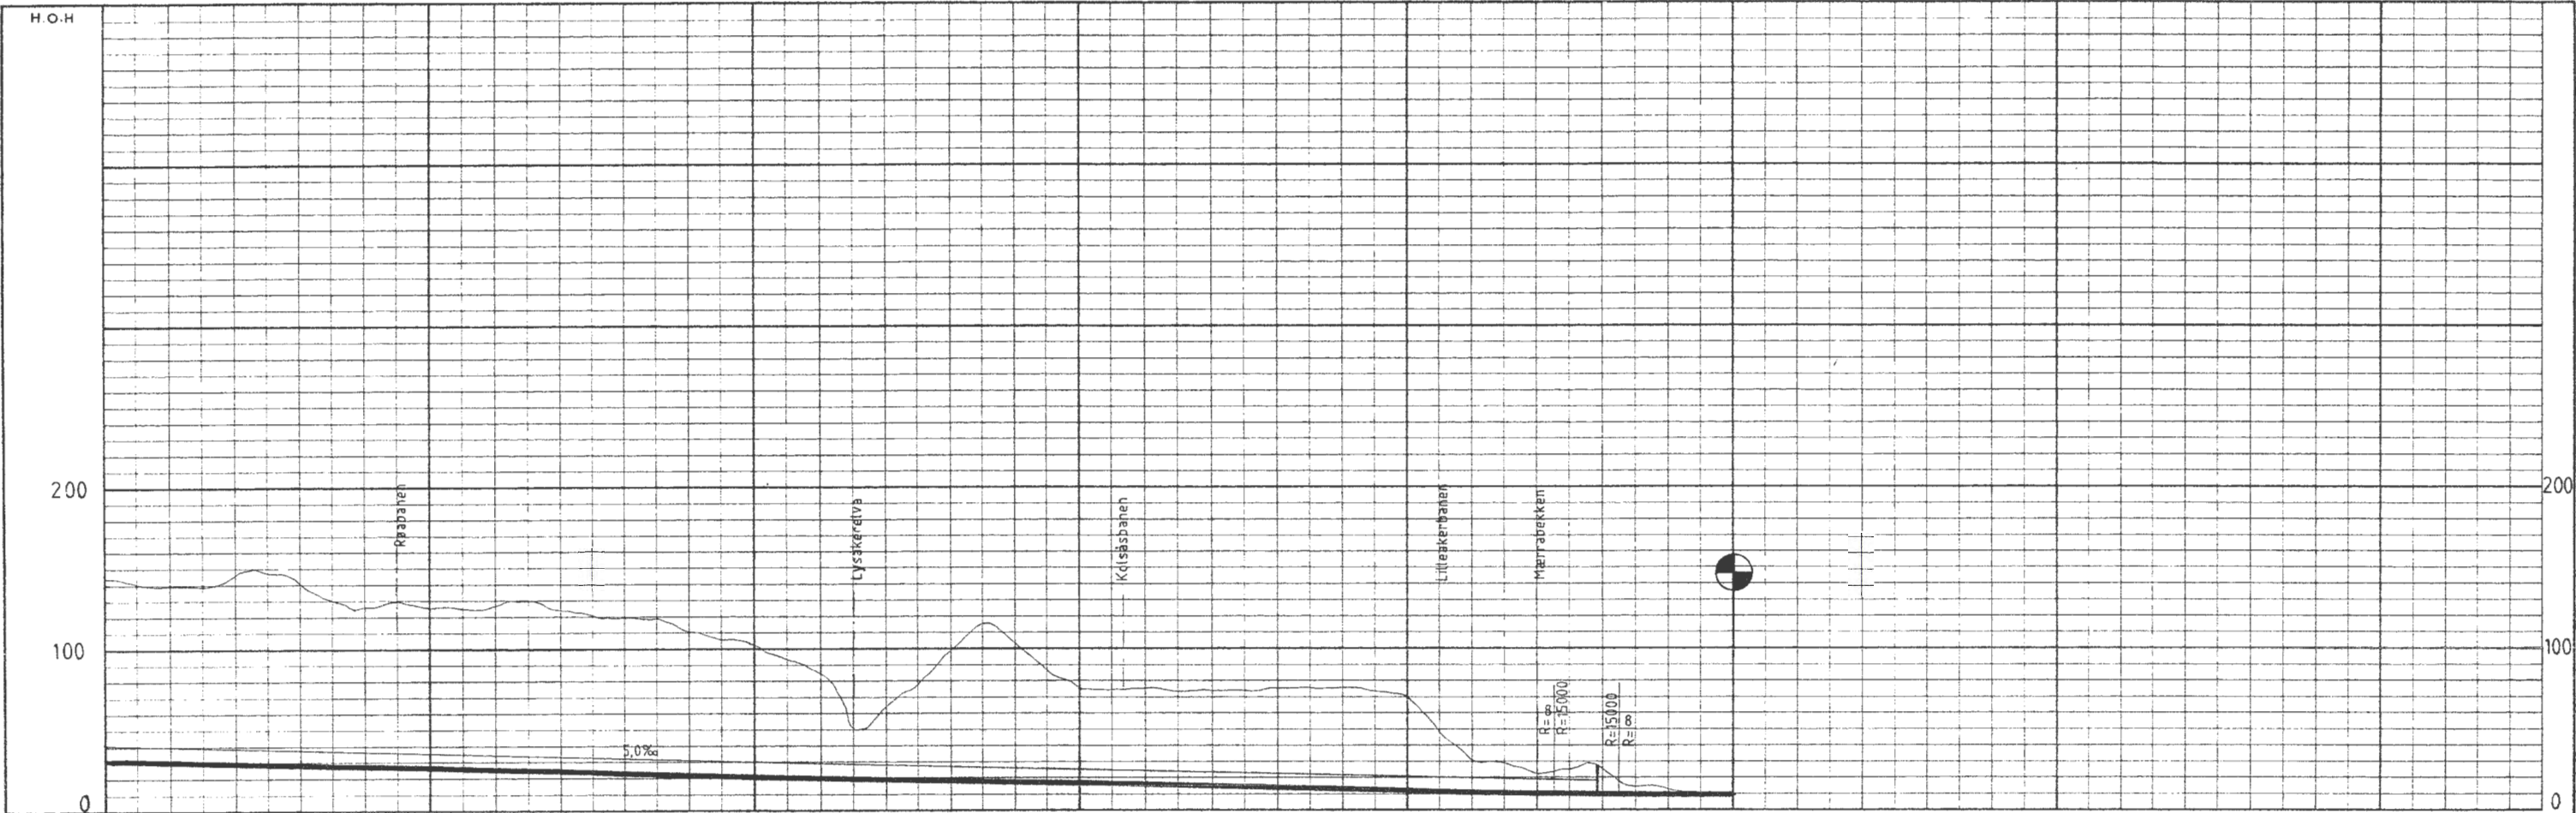 H.O.H
200
Røabanen
Lysakerelva
Kolsåsbanen
Lilleakerbanen
Mærrabekken
200
100
100
R=∞
R=15000
R=15000
R=∞
5,0‰
0
0